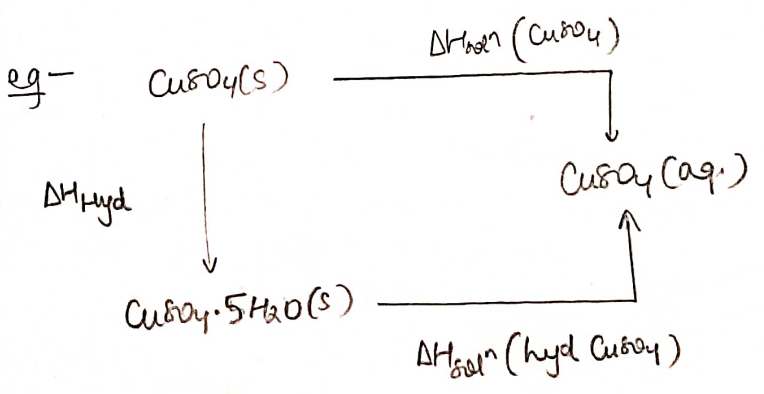 eg-
CuSO4(s)
ΔHsolⁿ (CuSO4)
CuSO4 (aq.)
ΔHHyd
CuSO4·5H2O(s)
ΔHsolⁿ (hyd CuSO4)